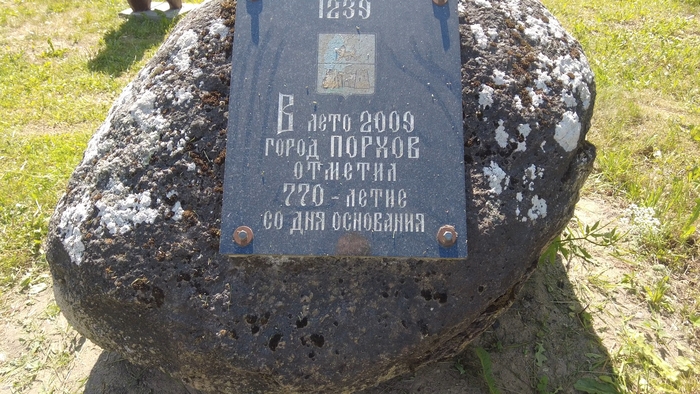 1239
В лето 2009
город ПОРХОВ
отметил
770 - летие
со дня основания